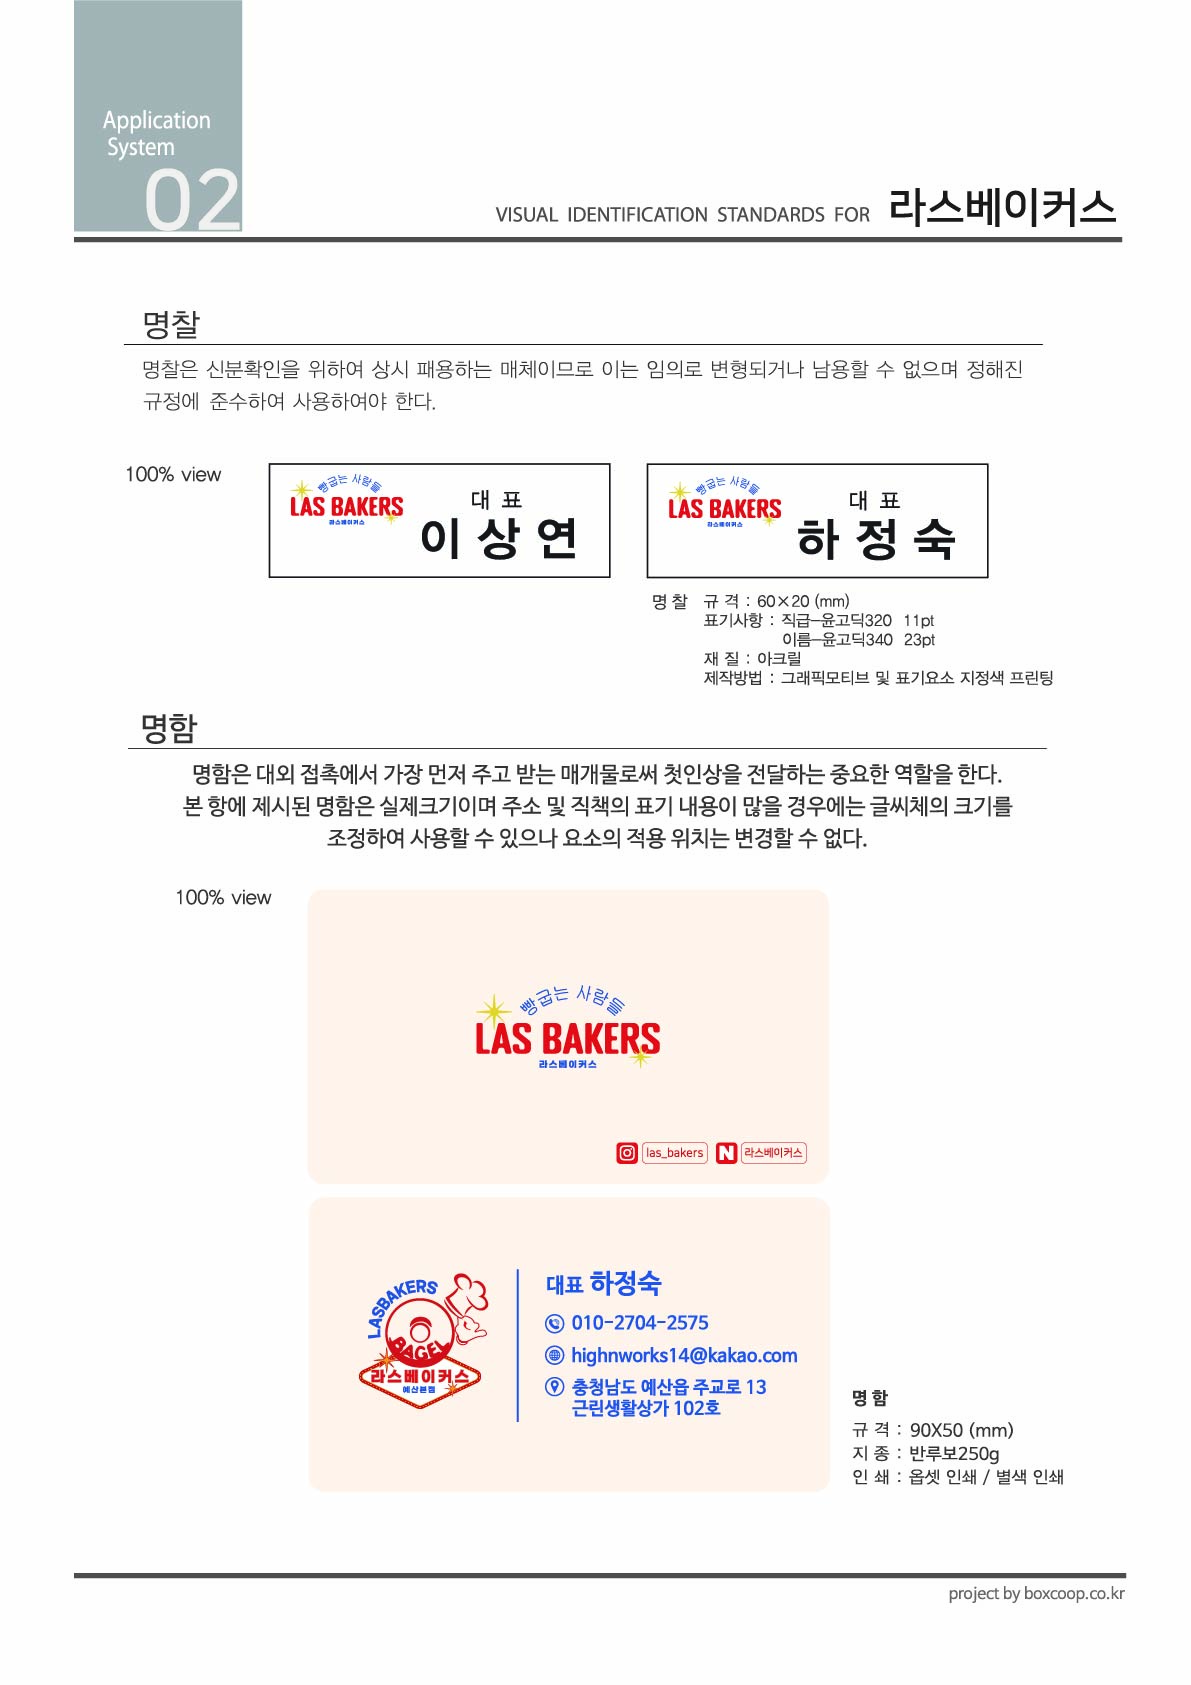 Application
System
02
VISUAL IDENTIFICATION STANDARDS FOR 라스베이커스
명찰
명찰은 신분확인을 위하여 상시 패용하는 매체이므로 이는 임의로 변형되거나 남용할 수 없으며 정해진
규정에 준수하여 사용하여야 한다.
100% view
빵굽는 사람들
LAS BAKERS
라스베이커스
대 표
이 상 연
빵굽는 사람들
LAS BAKERS
라스베이커스
대 표
하 정 숙
명 찰 규 격 : 60×20 (mm)
표기사항 : 직급-윤고딕320 11pt
이름-윤고딕340 23pt
재 질 : 아크릴
제작방법 : 그래픽모티브 및 표기요소 지정색 프린팅
명함
명함은 대외 접촉에서 가장 먼저 주고 받는 매개물로써 첫인상을 전달하는 중요한 역할을 한다.
본 항에 제시된 명함은 실제크기이며 주소 및 직책의 표기 내용이 많을 경우에는 글씨체의 크기를
조정하여 사용할 수 있으나 요소의 적용 위치는 변경할 수 없다.
100% view
빵굽는 사람들
LAS BAKERS
라스베이커스
las_bakers N 라스베이커스
LASBAKERS
BAGEL
라스베이커스
예산본점
대표 하정숙
010-2704-2575
highnworks14@kakao.com
충청남도 예산읍 주교로 13
근린생활상가 102호
명 함
규 격 : 90X50 (mm)
지 종 : 반루보250g
인 쇄 : 옵셋 인쇄 / 별색 인쇄
project by boxcoop.co.kr